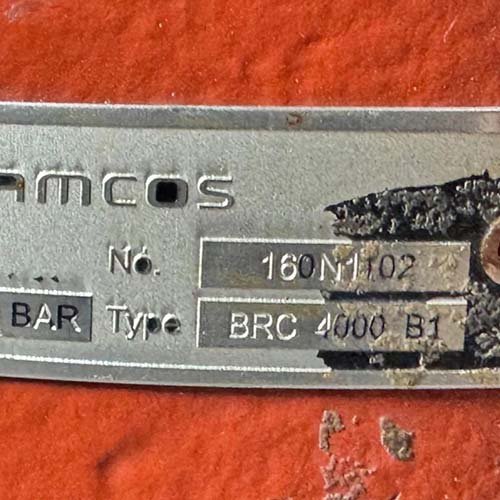 AMCOS
No. 160N1102
BAR Type BRC 4000 B1